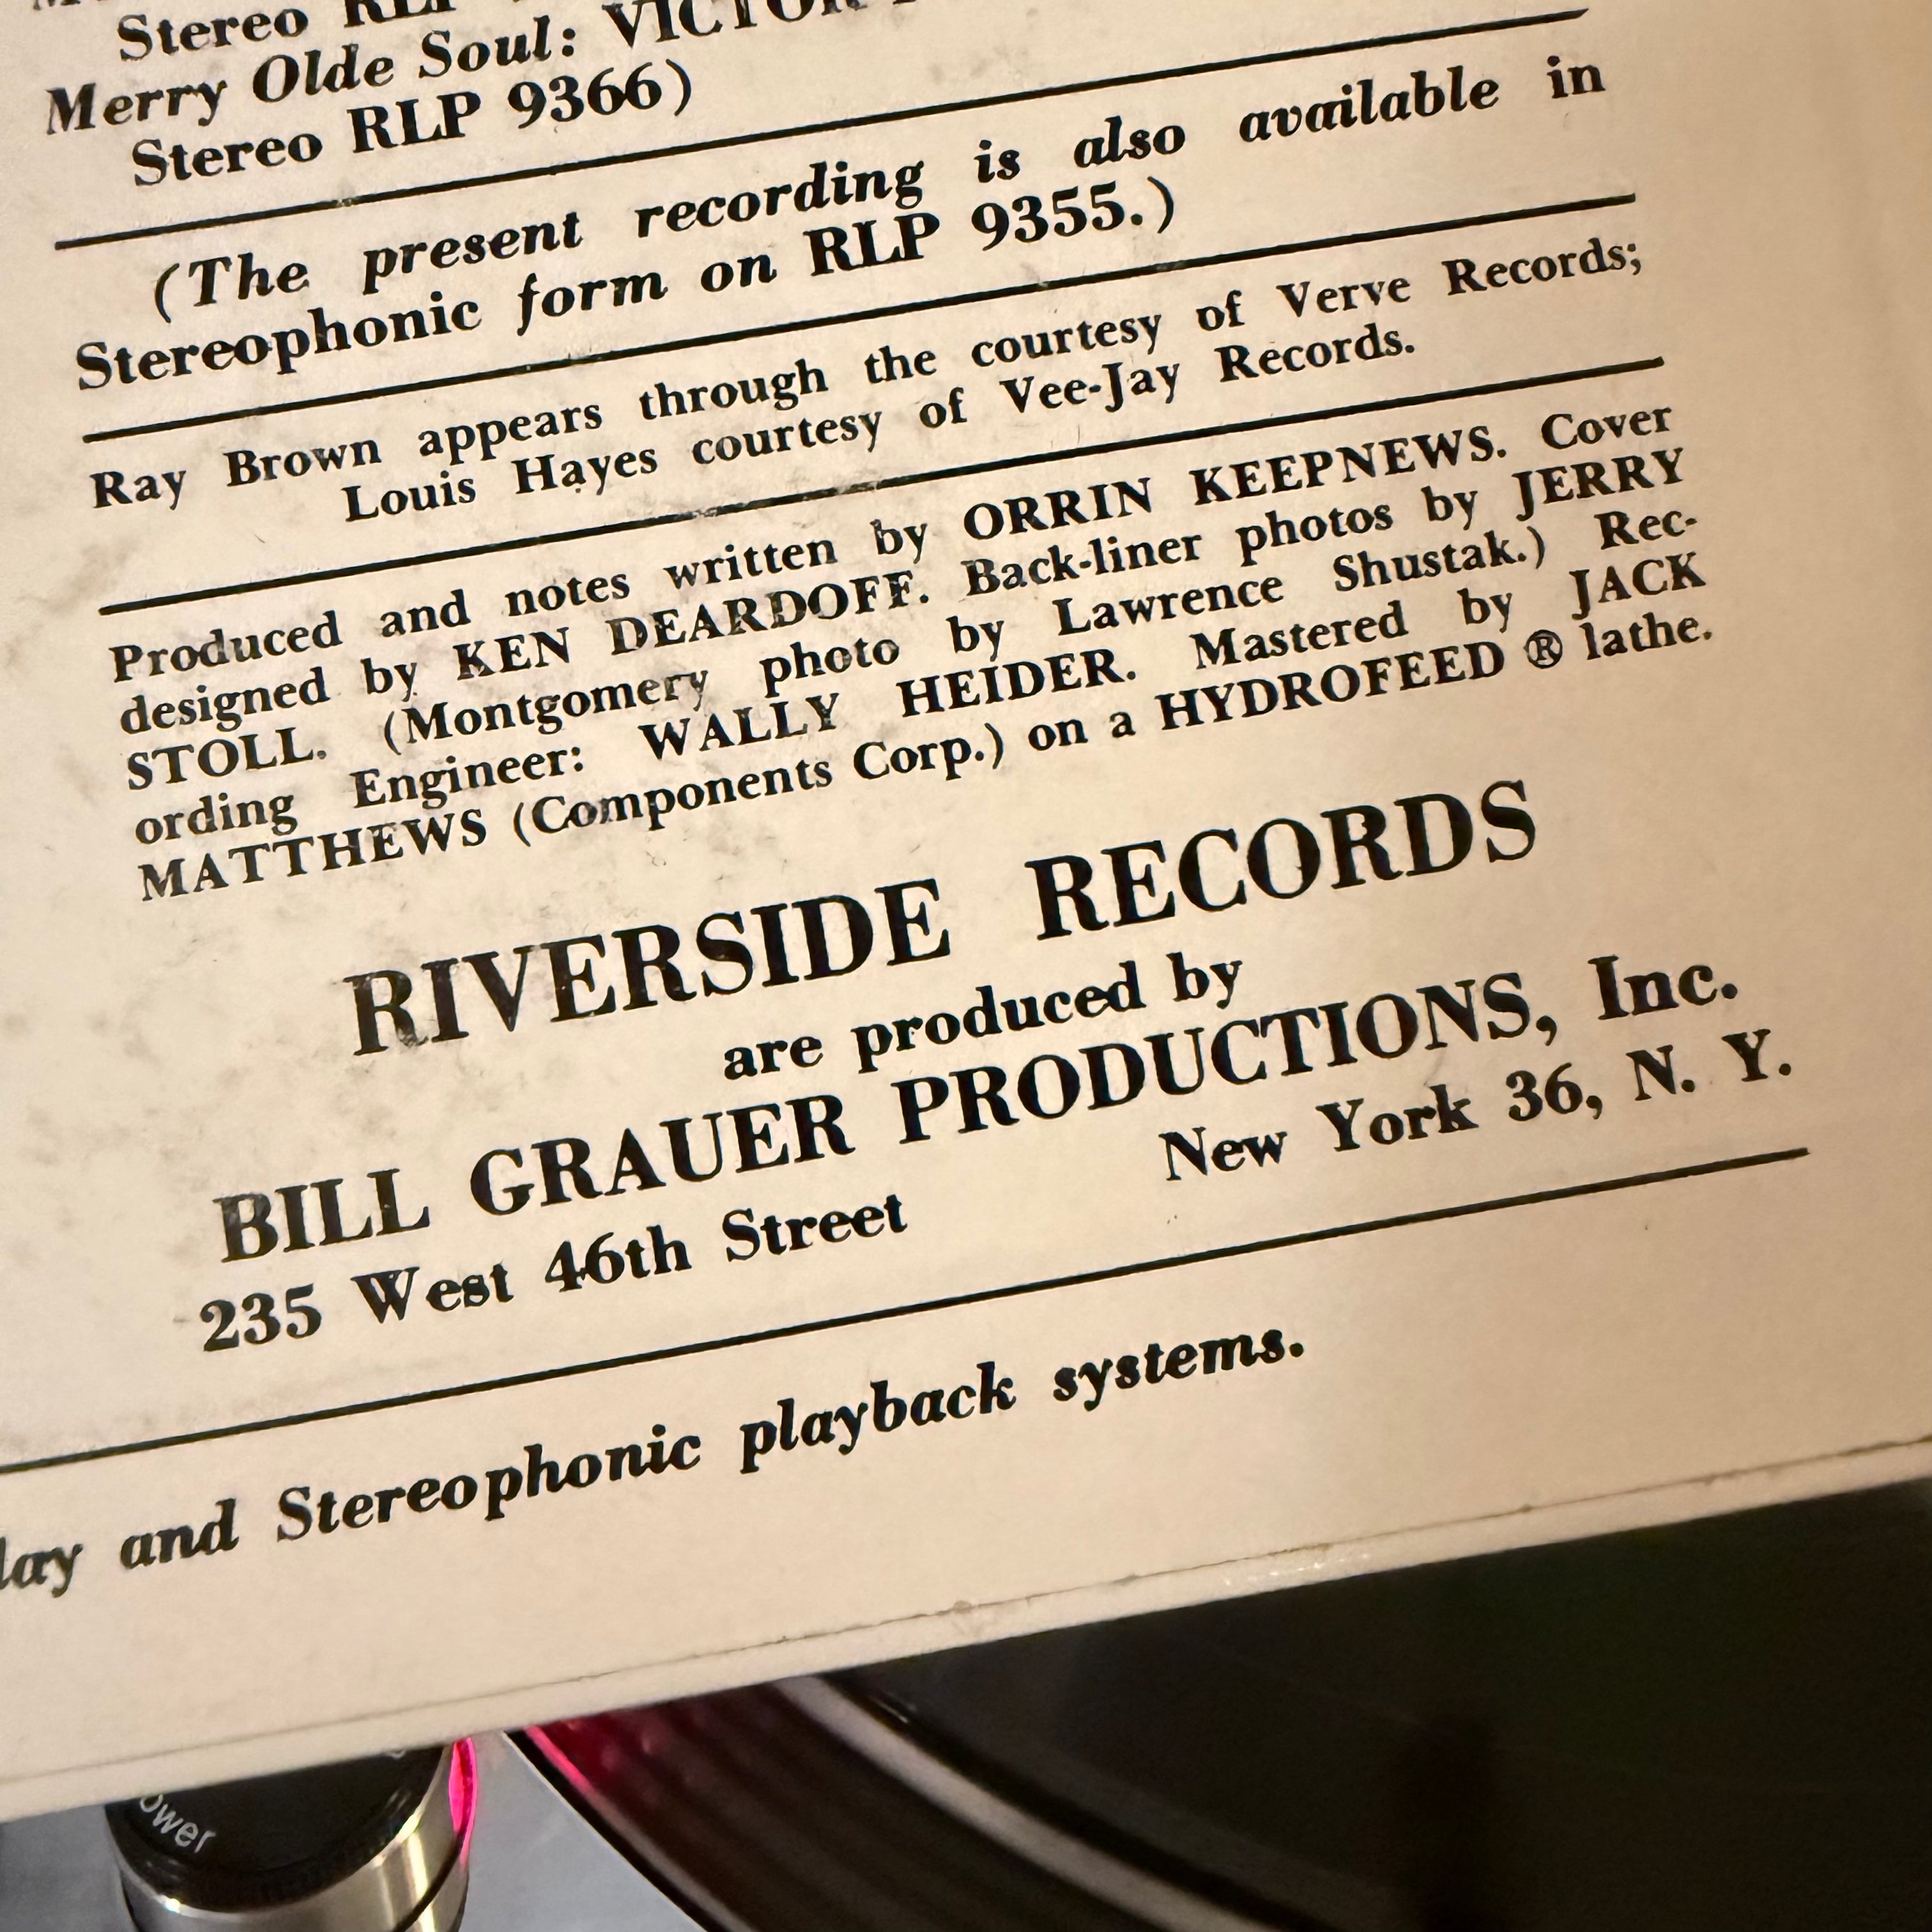 Stereo RLP
Merry Olde Soul: VICTOR
Stereo RLP 9366)
(The present recording is also available in
Stereophonic form on RLP 9355.)
Ray Brown appears through the courtesy of Verve Records;
Louis Hayes courtesy of Vee-Jay Records.
Produced and notes written by ORRIN KEEPNEWS. Cover
designed by KEN DEARDOFF. Back-liner photos by JERRY
STOLL. (Montgomery photo by Lawrence Shustak.) Rec-
ording Engineer: WALLY HEIDER. Mastered by JACK
MATTHEWS (Components Corp.) on a HYDROFEED ® lathe.
RIVERSIDE RECORDS
are produced by
BILL GRAUER PRODUCTIONS, Inc.
235 West 46th Street New York 36, N. Y.
lay and Stereophonic playback systems.
ower